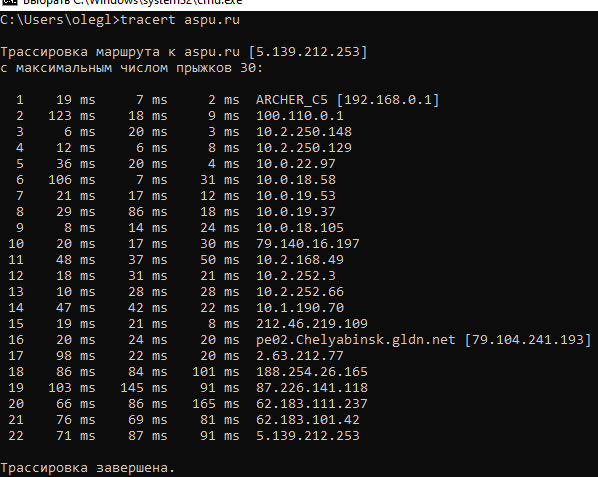 Выбрать C:\Windows\system32\cmd.exe
C:\Users\olegl>tracert aspu.ru
Трассировка маршрута к aspu.ru [5.139.212.253]
с максимальным числом прыжков 30:
1 19 ms 7 ms 2 ms ARCHER_C5 [192.168.0.1]
2 123 ms 18 ms 9 ms 100.110.0.1
3 6 ms 20 ms 3 ms 10.2.250.148
4 12 ms 6 ms 8 ms 10.2.250.129
5 36 ms 20 ms 4 ms 10.0.22.97
6 106 ms 7 ms 31 ms 10.0.18.58
7 21 ms 17 ms 12 ms 10.0.19.53
8 29 ms 86 ms 18 ms 10.0.19.37
9 8 ms 14 ms 24 ms 10.0.18.105
10 20 ms 17 ms 30 ms 79.140.16.197
11 48 ms 37 ms 50 ms 10.2.168.49
12 18 ms 31 ms 21 ms 10.2.252.3
13 10 ms 28 ms 28 ms 10.2.252.66
14 47 ms 42 ms 22 ms 10.1.190.70
15 19 ms 21 ms 8 ms 212.46.219.109
16 20 ms 24 ms 20 ms pe02.Chelyabinsk.gldn.net [79.104.241.193]
17 98 ms 22 ms 20 ms 2.63.212.77
18 86 ms 84 ms 101 ms 188.254.26.165
19 103 ms 145 ms 91 ms 87.226.141.118
20 66 ms 86 ms 165 ms 62.183.111.237
21 76 ms 69 ms 81 ms 62.183.101.42
22 71 ms 87 ms 91 ms 5.139.212.253
Трассировка завершена.